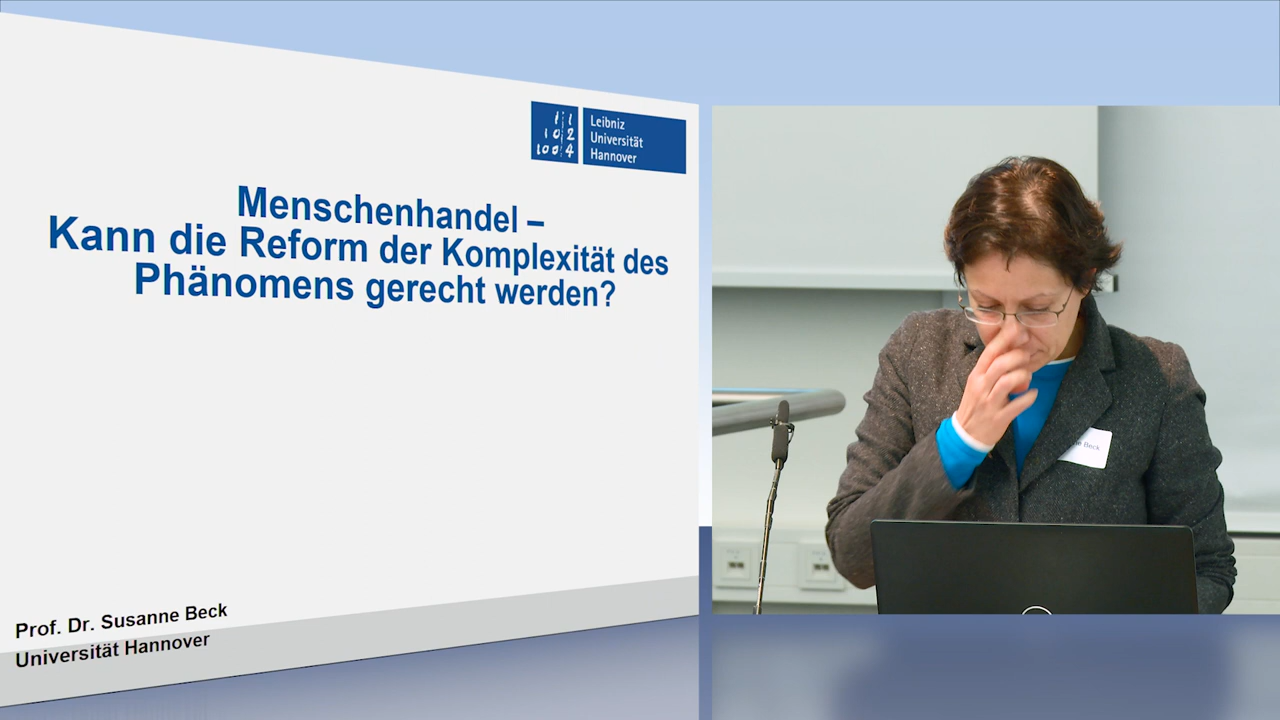 Leibniz
Universität
Hannover
Menschenhandel –
Kann die Reform der Komplexität des
Phänomens gerecht werden?
Prof. Dr. Susanne Beck
Universität Hannover
Beck